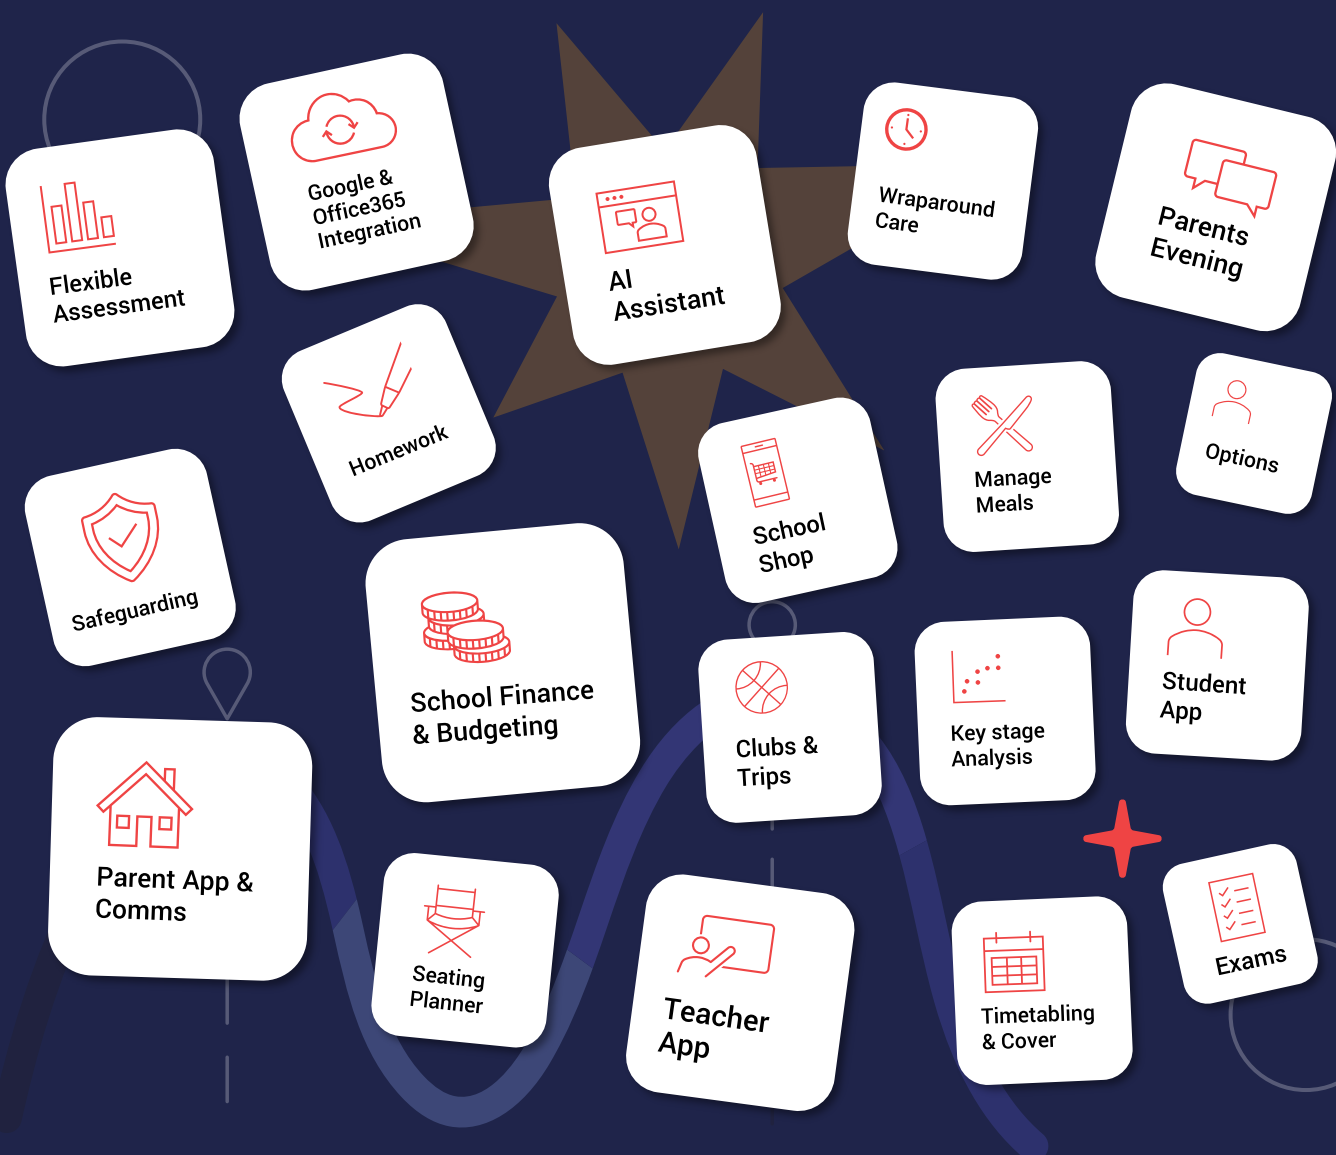 Google &
Office365
Integration
Flexible
Assessment
AI
Assistant
Wraparound
Care
Parents
Evening
Homework
School
Shop
Manage
Meals
Options
Safeguarding
School Finance
& Budgeting
Clubs &
Trips
Key stage
Analysis
Student
App
Parent App &
Comms
Seating
Planner
Teacher
App
Timetabling
& Cover
Exams